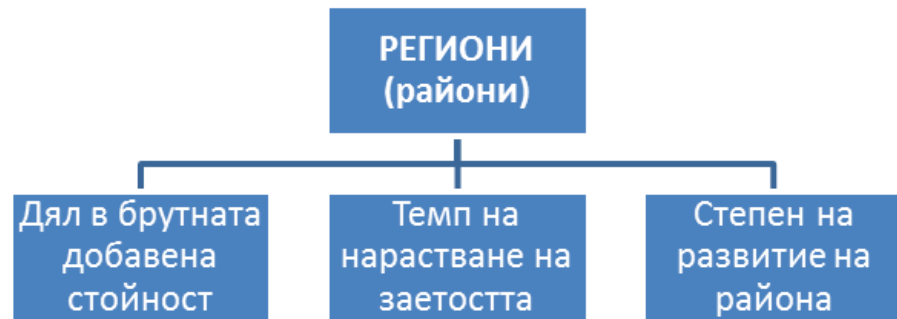 РЕГИОНИ
(райони)
Дял в брутната
добавена
стойност
Темп на
нарастване на
заетостта
Степен на
развитие на
района